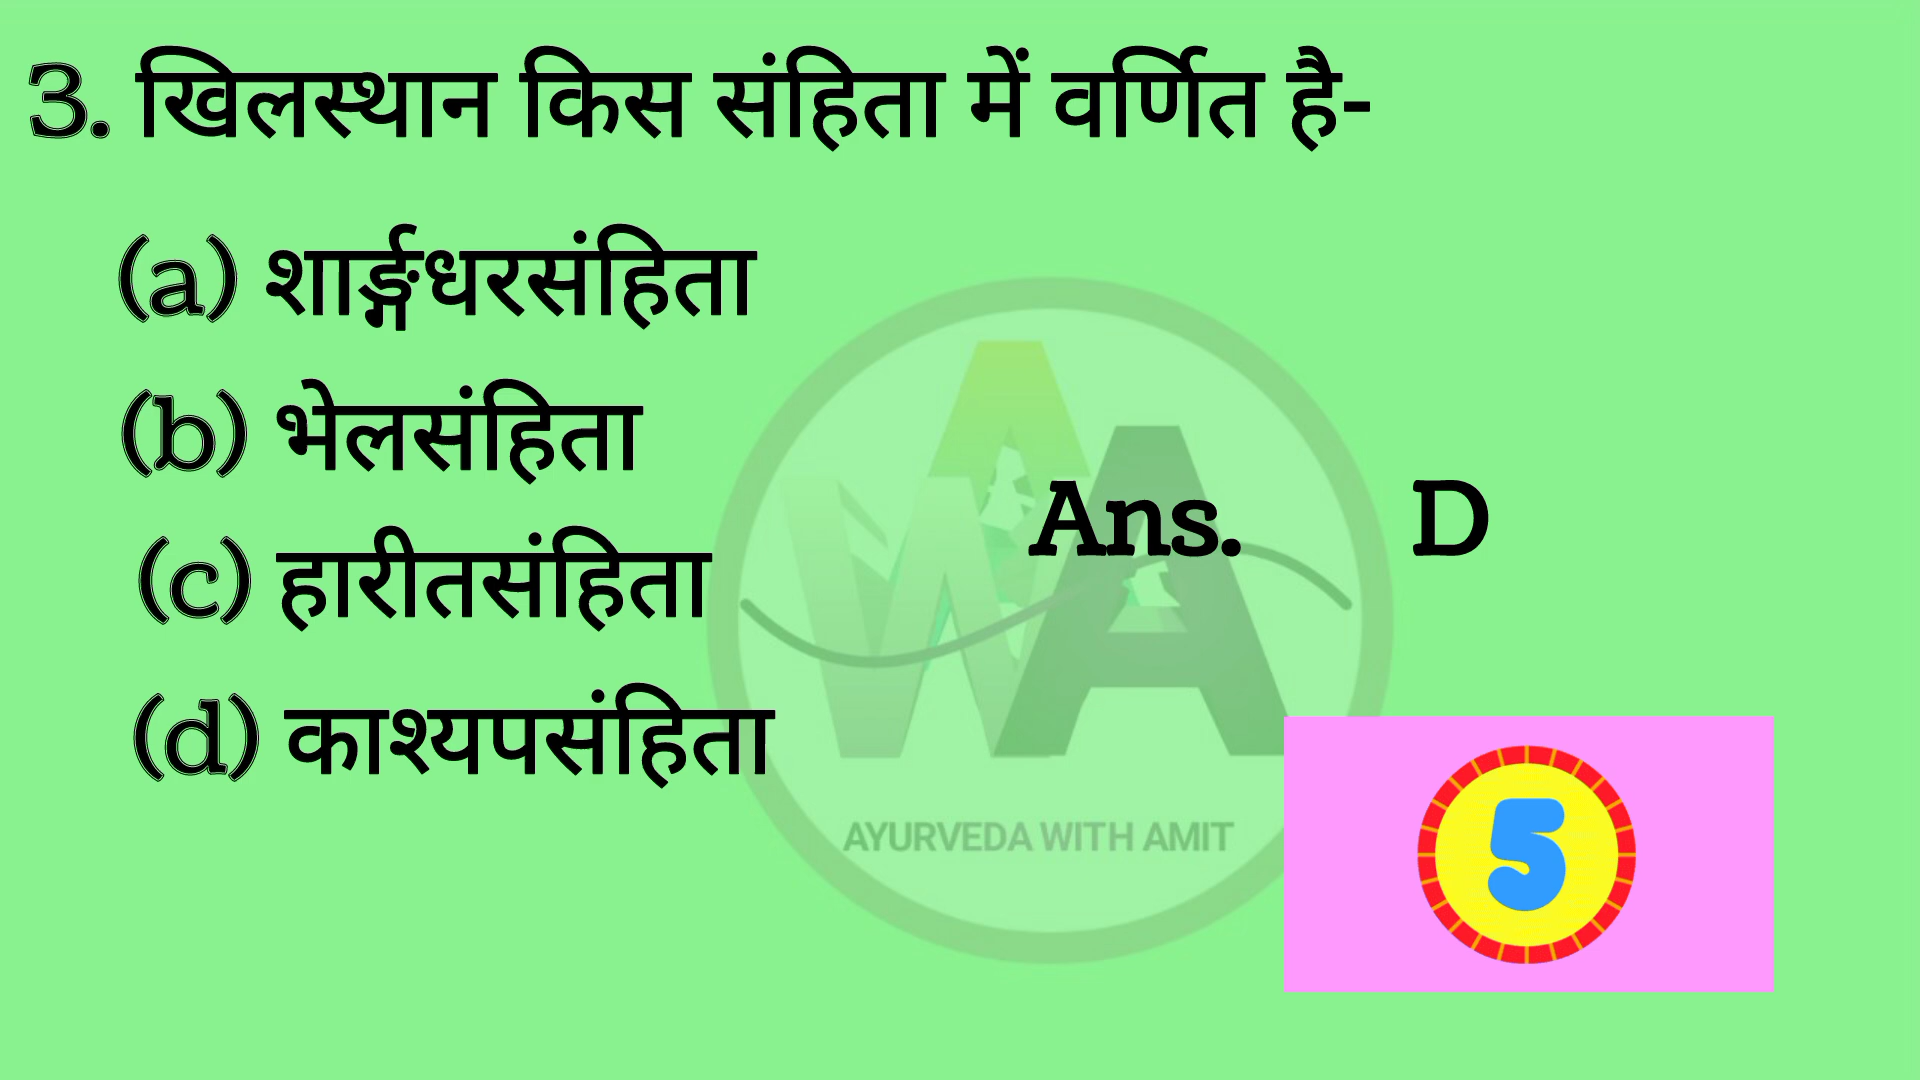 3. खिलस्थान किस संहिता में वर्णित है-
(a) शार्ङ्गधरसंहिता
(b) भेलसंहिता
(c) हारीतसंहिता
(d) काश्यपसंहिता
Ans. D
AYURVEDA WITH AMIT
5